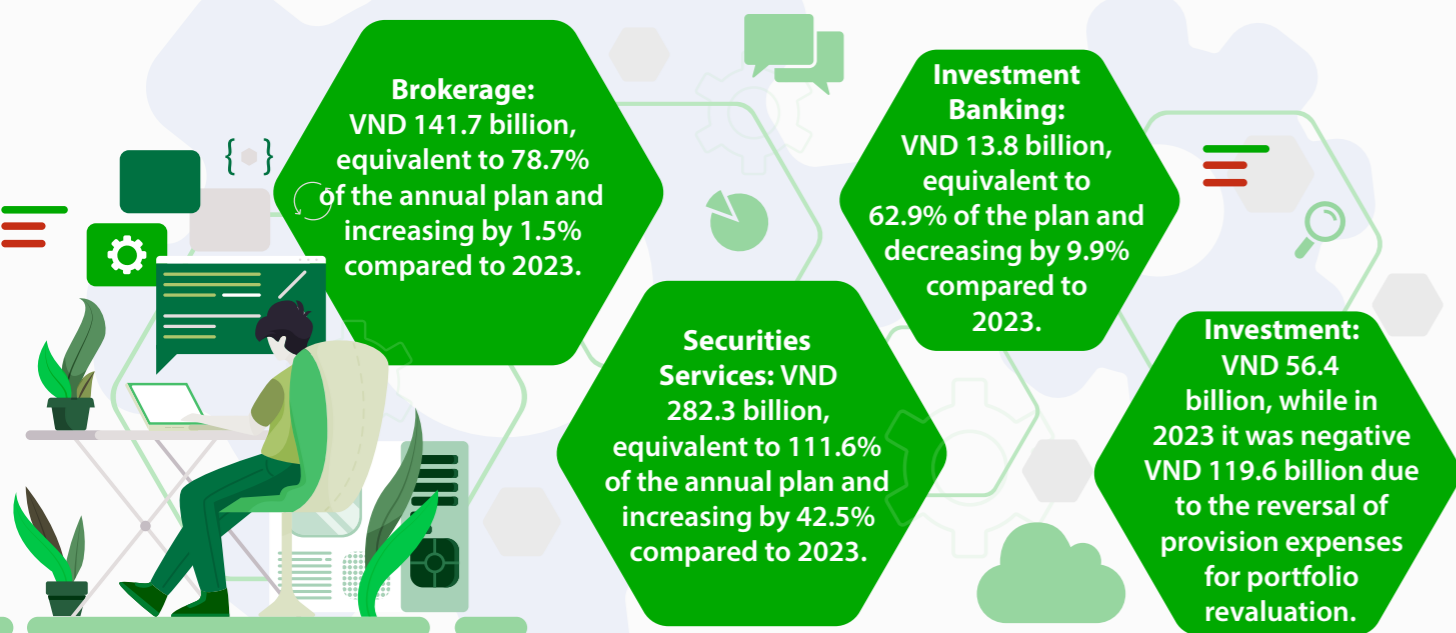 Brokerage:
VND 141.7 billion,
equivalent to 78.7%
of the annual plan and
increasing by 1.5%
compared to 2023.
Securities
Services: VND
282.3 billion,
equivalent to 111.6%
of the annual plan and
increasing by 42.5%
compared to 2023.
Investment
Banking:
VND 13.8 billion,
equivalent to
62.9% of the plan and
decreasing by 9.9%
compared to
2023.
Investment:
VND 56.4
billion, while in
2023 it was negative
VND 119.6 billion due
to the reversal of
provision expenses
for portfolio
revaluation.